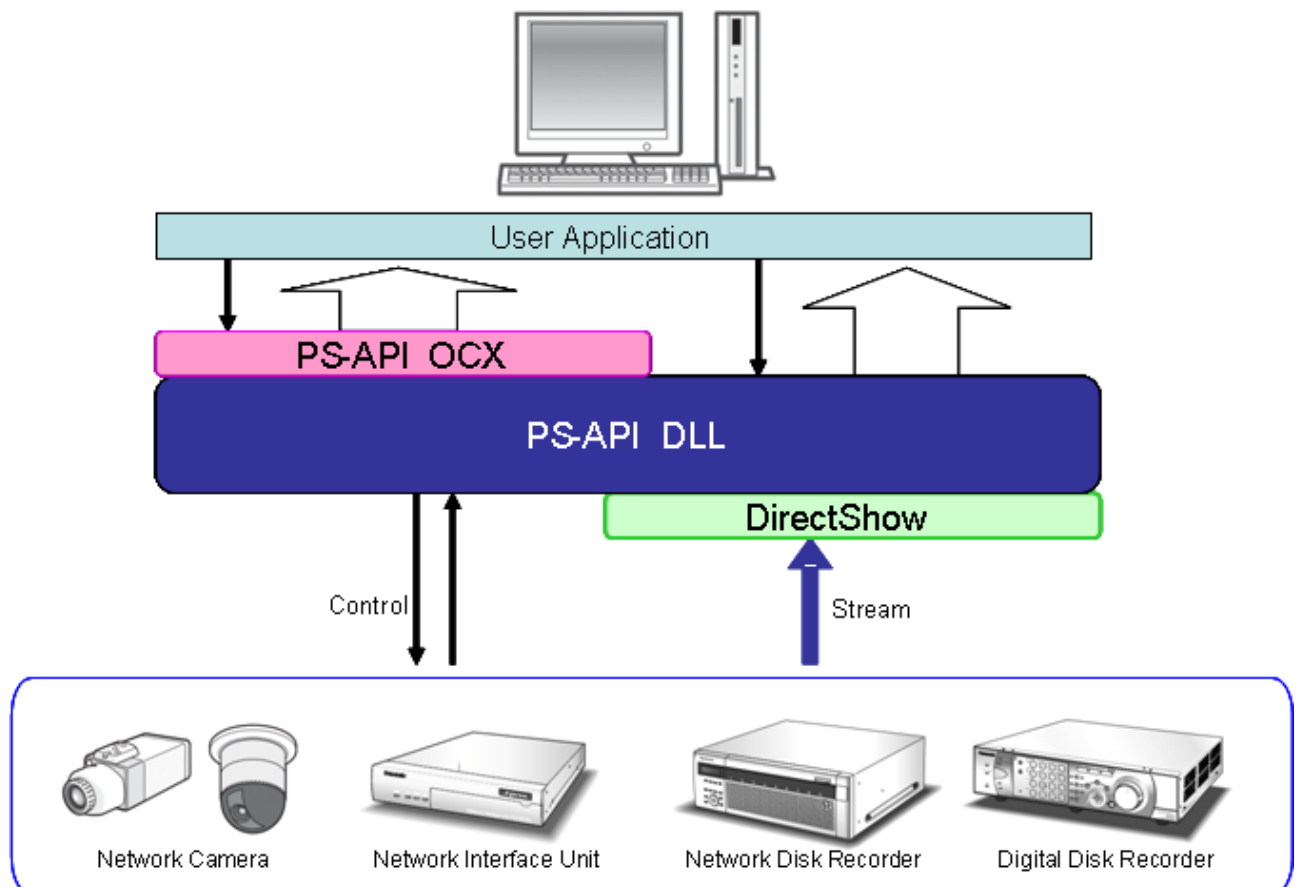 User Application
PS-API OCX
PS-API DLL
DirectShow
Control
Stream
Network Camera
Network Interface Unit
Network Disk Recorder
Digital Disk Recorder